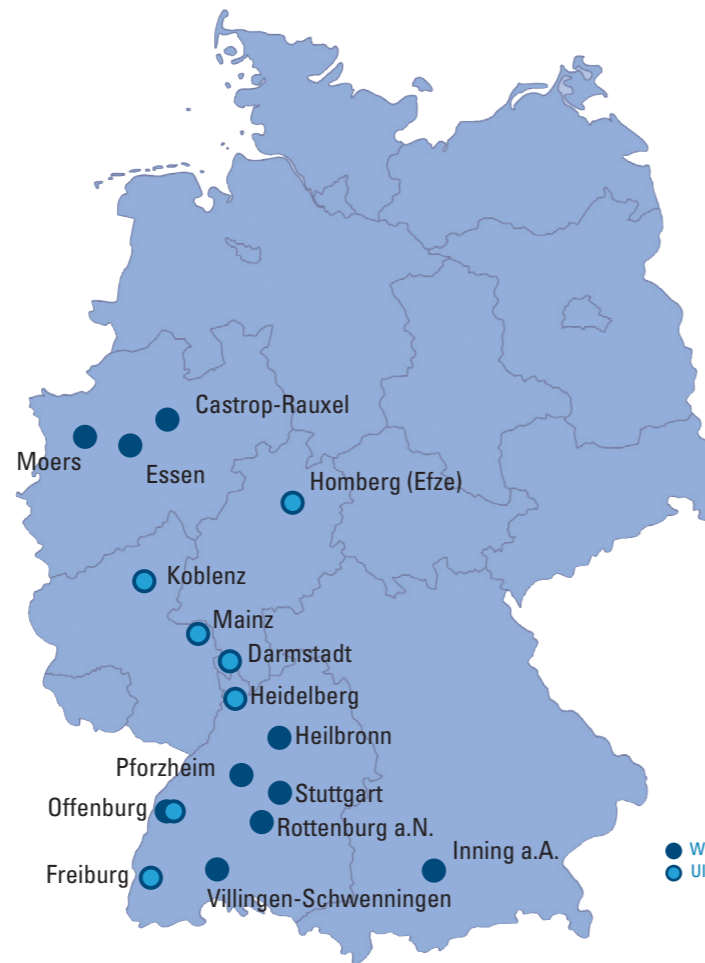 Castrop-Rauxel
Moers
Essen
Homberg (Efze)
Koblenz
Mainz
Darmstadt
Heidelberg
Heilbronn
Pforzheim
Stuttgart
Offenburg
Rottenburg a.N.
Inning a.A.
Freiburg
Villingen-Schwenningen